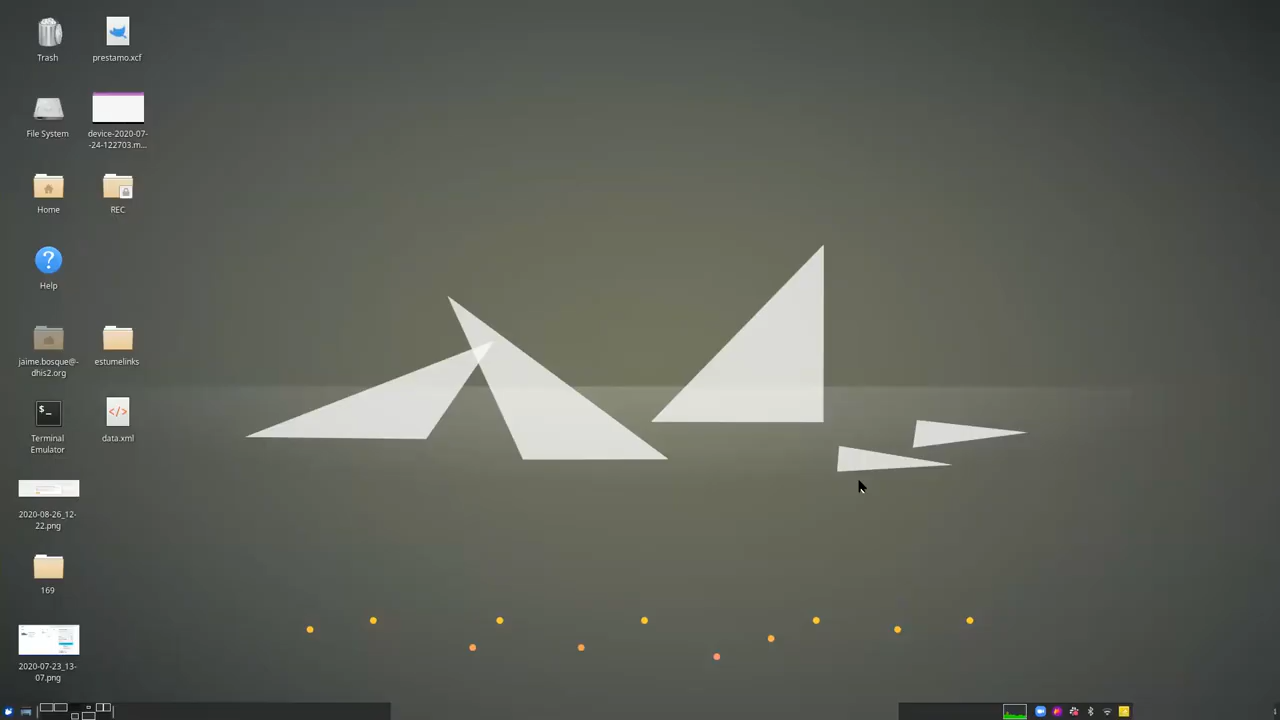 Trash
prestamo.xcf
File System
device-2020-07-
-24-122703.m...
Home
REC
?
Help
jaime.bosque@-
dhis2.org
estumelinks
$_
</>
Terminal
Emulator
data.xml
2020-08-26_12-
22.png
169
2020-07-23_13-
07.png